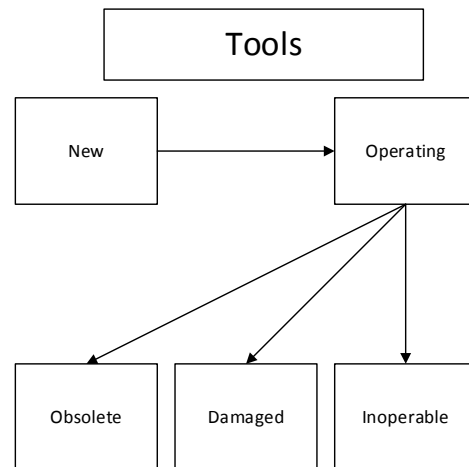 Tools
New
Operating
Obsolete
Damaged
Inoperable